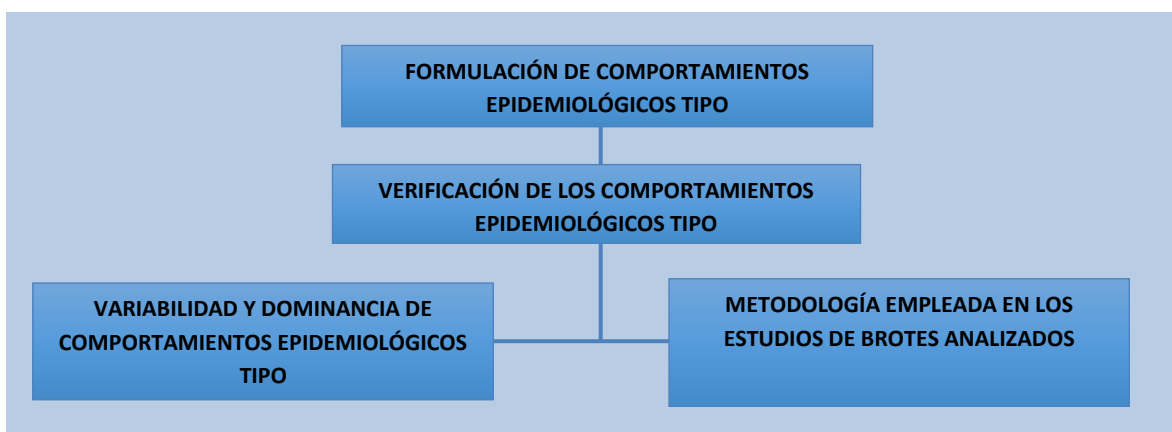 FORMULACIÓN DE COMPORTAMIENTOS
EPIDEMIOLÓGICOS TIPO
VERIFICACIÓN DE LOS COMPORTAMIENTOS
EPIDEMIOLÓGICOS TIPO
VARIABILIDAD Y DOMINANCIA DE
COMPORTAMIENTOS EPIDEMIOLÓGICOS
TIPO
METODOLOGÍA EMPLEADA EN LOS
ESTUDIOS DE BROTES ANALIZADOS